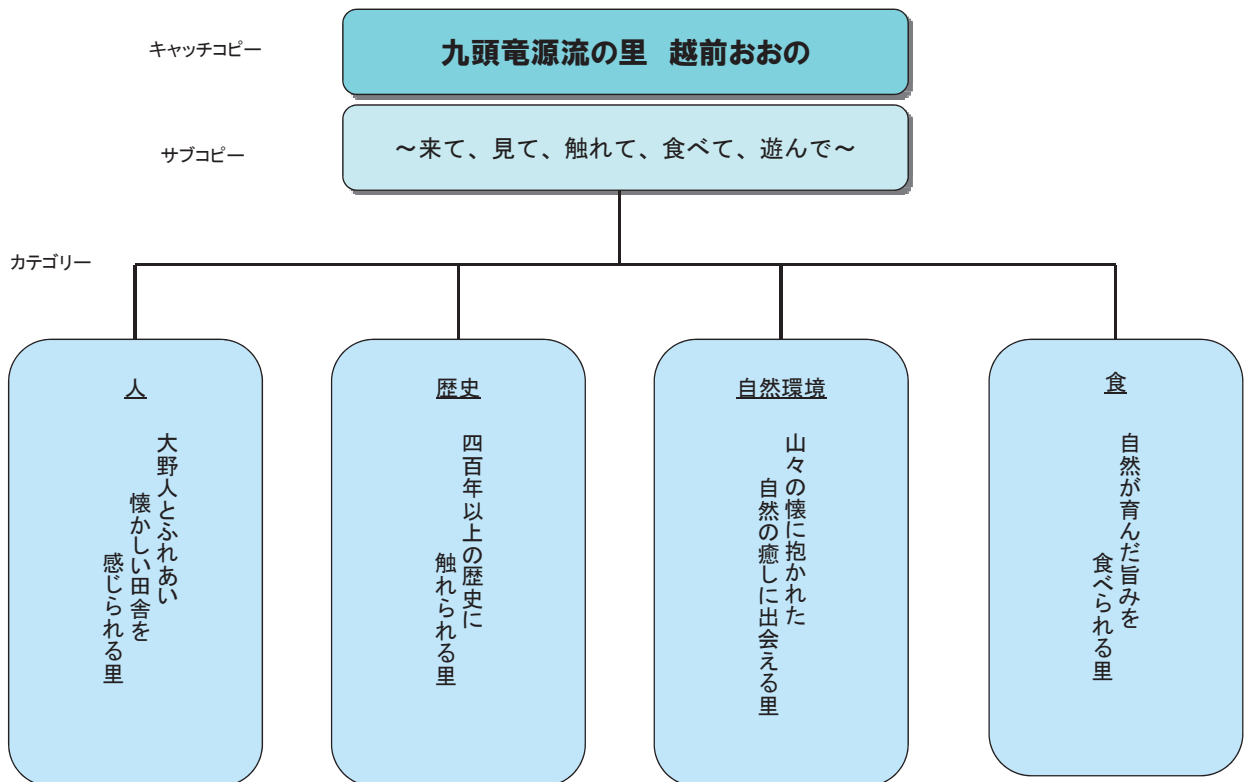 キャッチコピー
九頭竜源流の里　越前おおの
サブコピー
～来て、見て、触れて、食べて、遊んで～
カテゴリー
人
大野人とふれあい
懐かしい田舎を
感じられる里
歴史
四百年以上の歴史に
触れられる里
自然環境
山々の懐に抱かれた
自然の癒しに出会える里
食
自然が育んだ旨みを
食べられる里